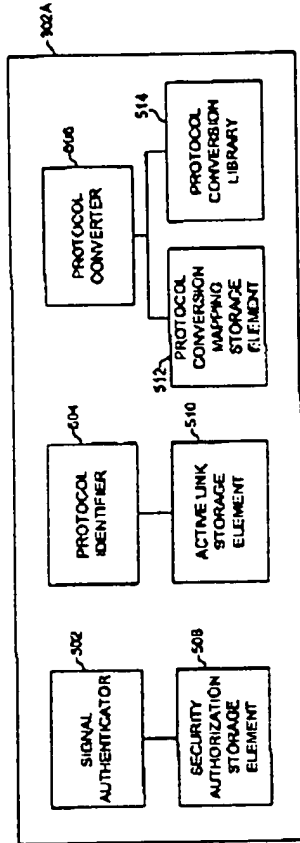 302A
502
SIGNAL
AUTHENTICATOR
508
SECURITY
AUTHORIZATION
STORAGE
ELEMENT
504
PROTOCOL
IDENTIFIER
510
ACTIVE LINK
STORAGE
ELEMENT
506
PROTOCOL
CONVERTER
512
PROTOCOL
CONVERSION
MAPPING
STORAGE
ELEMENT
514
PROTOCOL
CONVERSION
LIBRARY